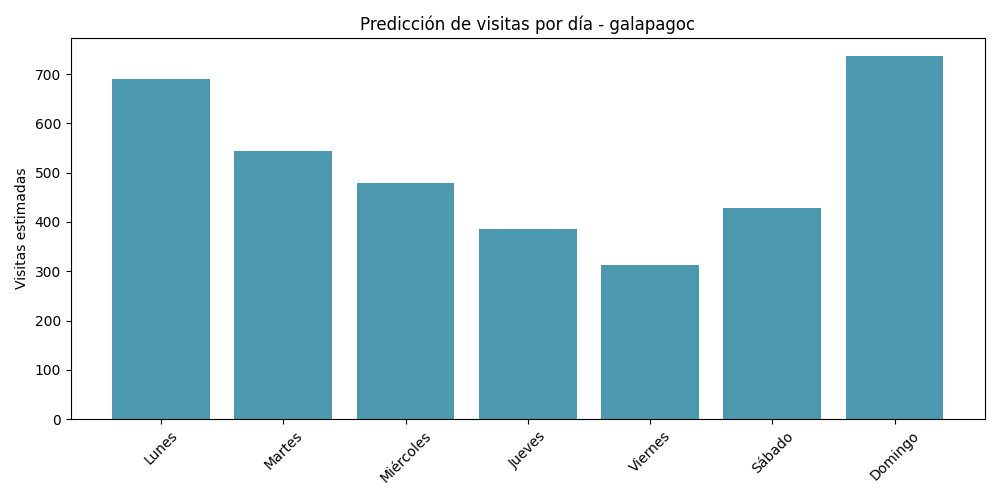 Predicción de visitas por día - galapagoc
Visitas estimadas
700
600
500
400
300
200
100
0
Lunes
Martes
Miércoles
Jueves
Viernes
Sábado
Domingo